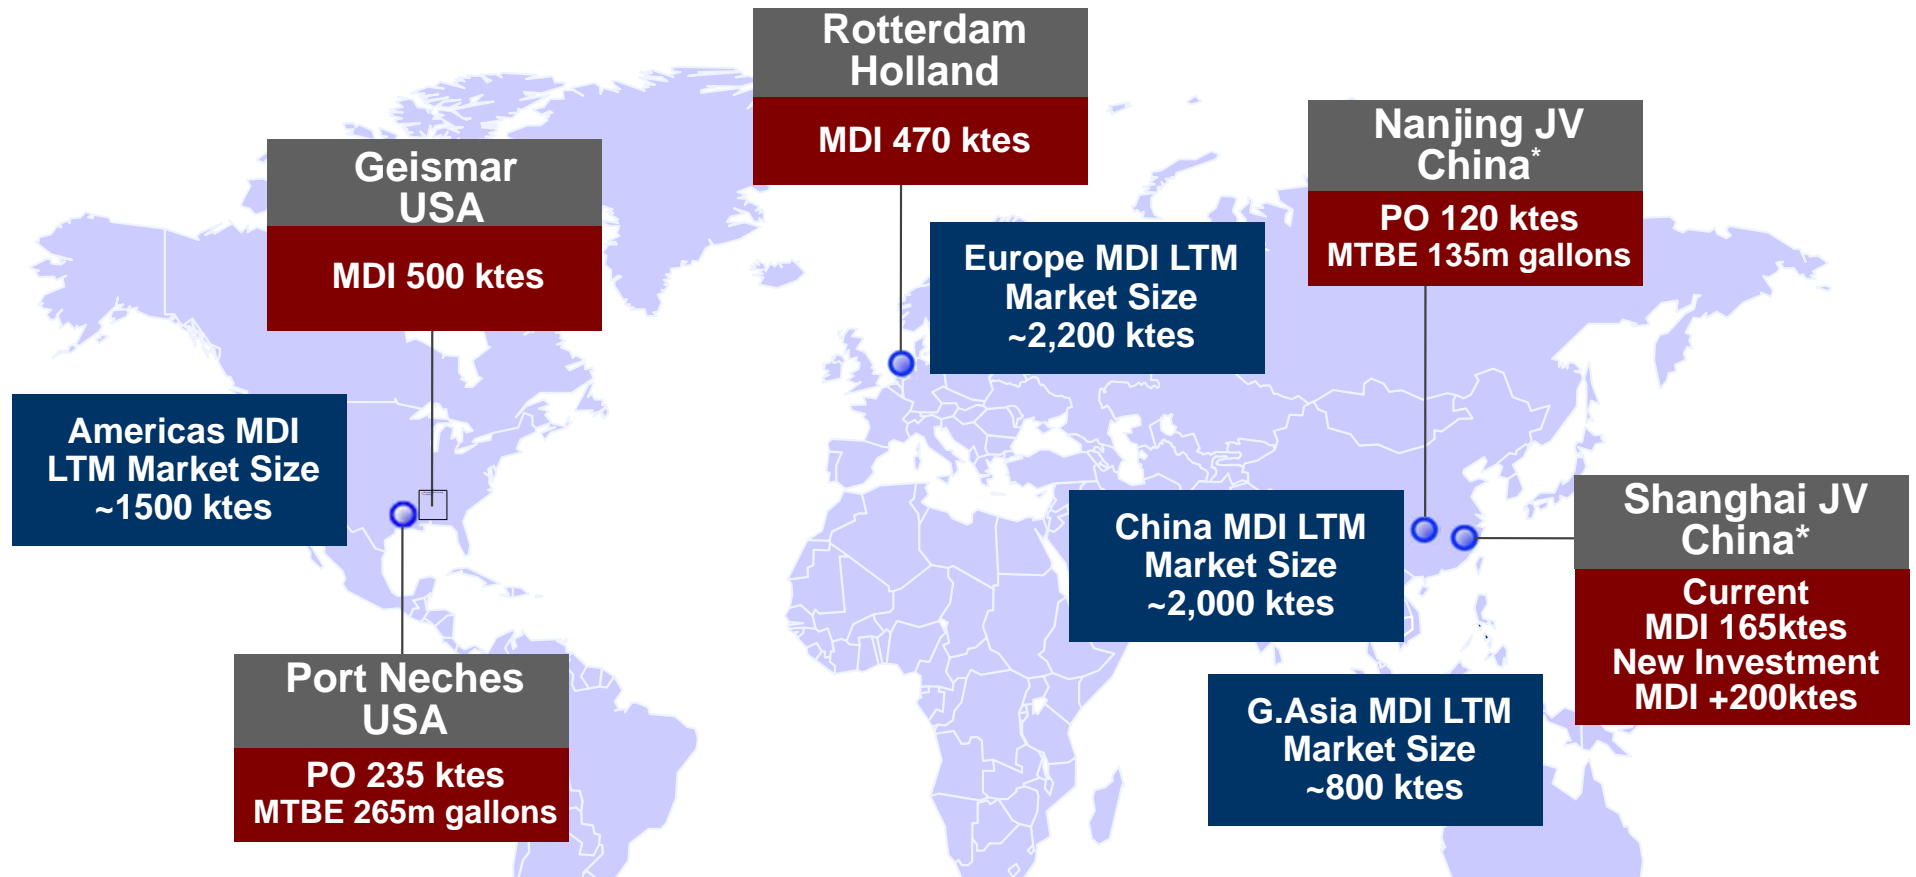 Rotterdam
Holland
MDI 470 ktes
Nanjing JV
China*
PO 120 ktes
MTBE 135m gallons
Geismar
USA
MDI 500 ktes
Europe MDI LTM
Market Size
~2,200 ktes
Americas MDI
LTM Market Size
~1500 ktes
China MDI LTM
Market Size
~2,000 ktes
Shanghai JV
China*
Current
MDI 165ktes
New Investment
MDI +200ktes
Port Neches
USA
PO 235 ktes
MTBE 265m gallons
G.Asia MDI LTM
Market Size
~800 ktes